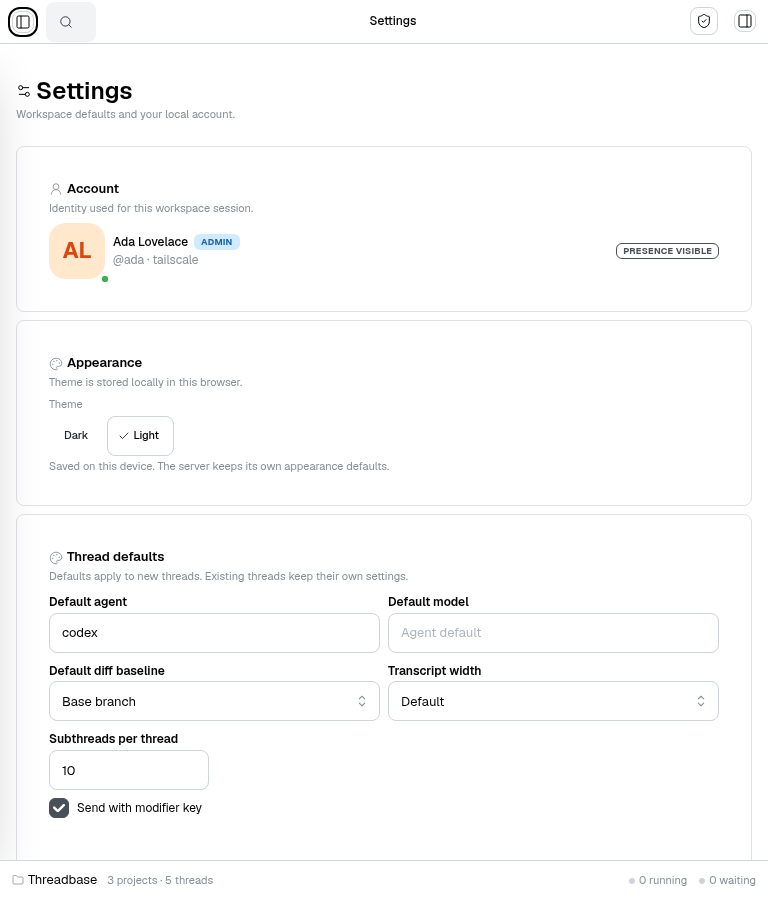 Settings
Settings
Workspace defaults and your local account.
Account
Identity used for this workspace session.
AL
Ada Lovelace ADMIN
@ada · tailscale
PRESENCE VISIBLE
Appearance
Theme is stored locally in this browser.
Theme
Dark Light
Saved on this device. The server keeps its own appearance defaults.
Thread defaults
Defaults apply to new threads. Existing threads keep their own settings.
Default agent Default model
codex Agent default
Default diff baseline Transcript width
Base branch Default
Subthreads per thread
10
Send with modifier key
Threadbase 3 projects · 5 threads 0 running 0 waiting